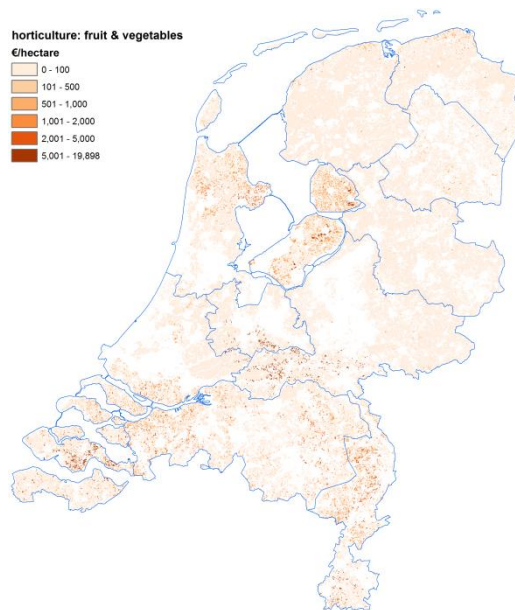 horticulture: fruit & vegetables
€/hectare
0 - 100
101 - 500
501 - 1,000
1,001 - 2,000
2,001 - 5,000
5,001 - 19,898